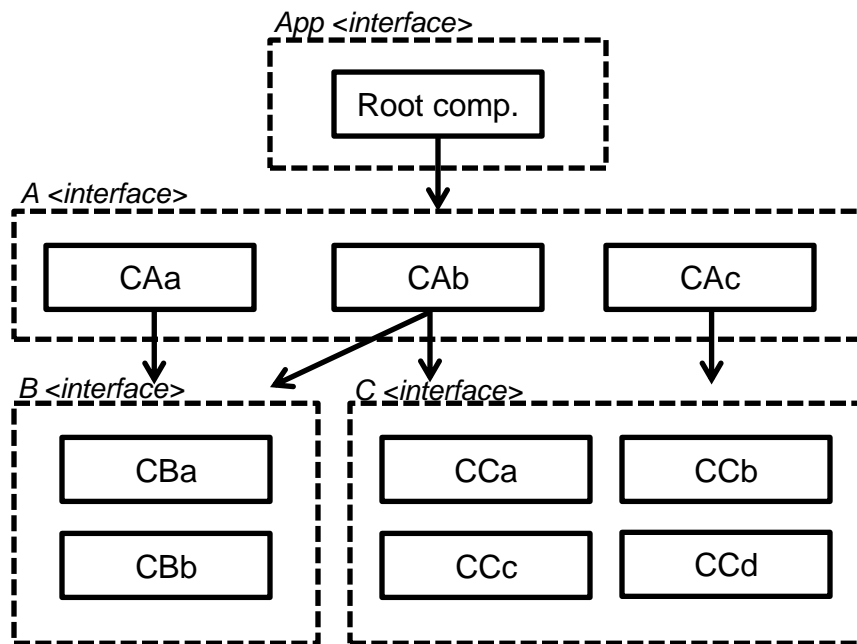 App <interface>
Root comp.
A <interface>
CAa CAb CAc
B <interface> C <interface>
CBa CCa CCb
CBb CCc CCd